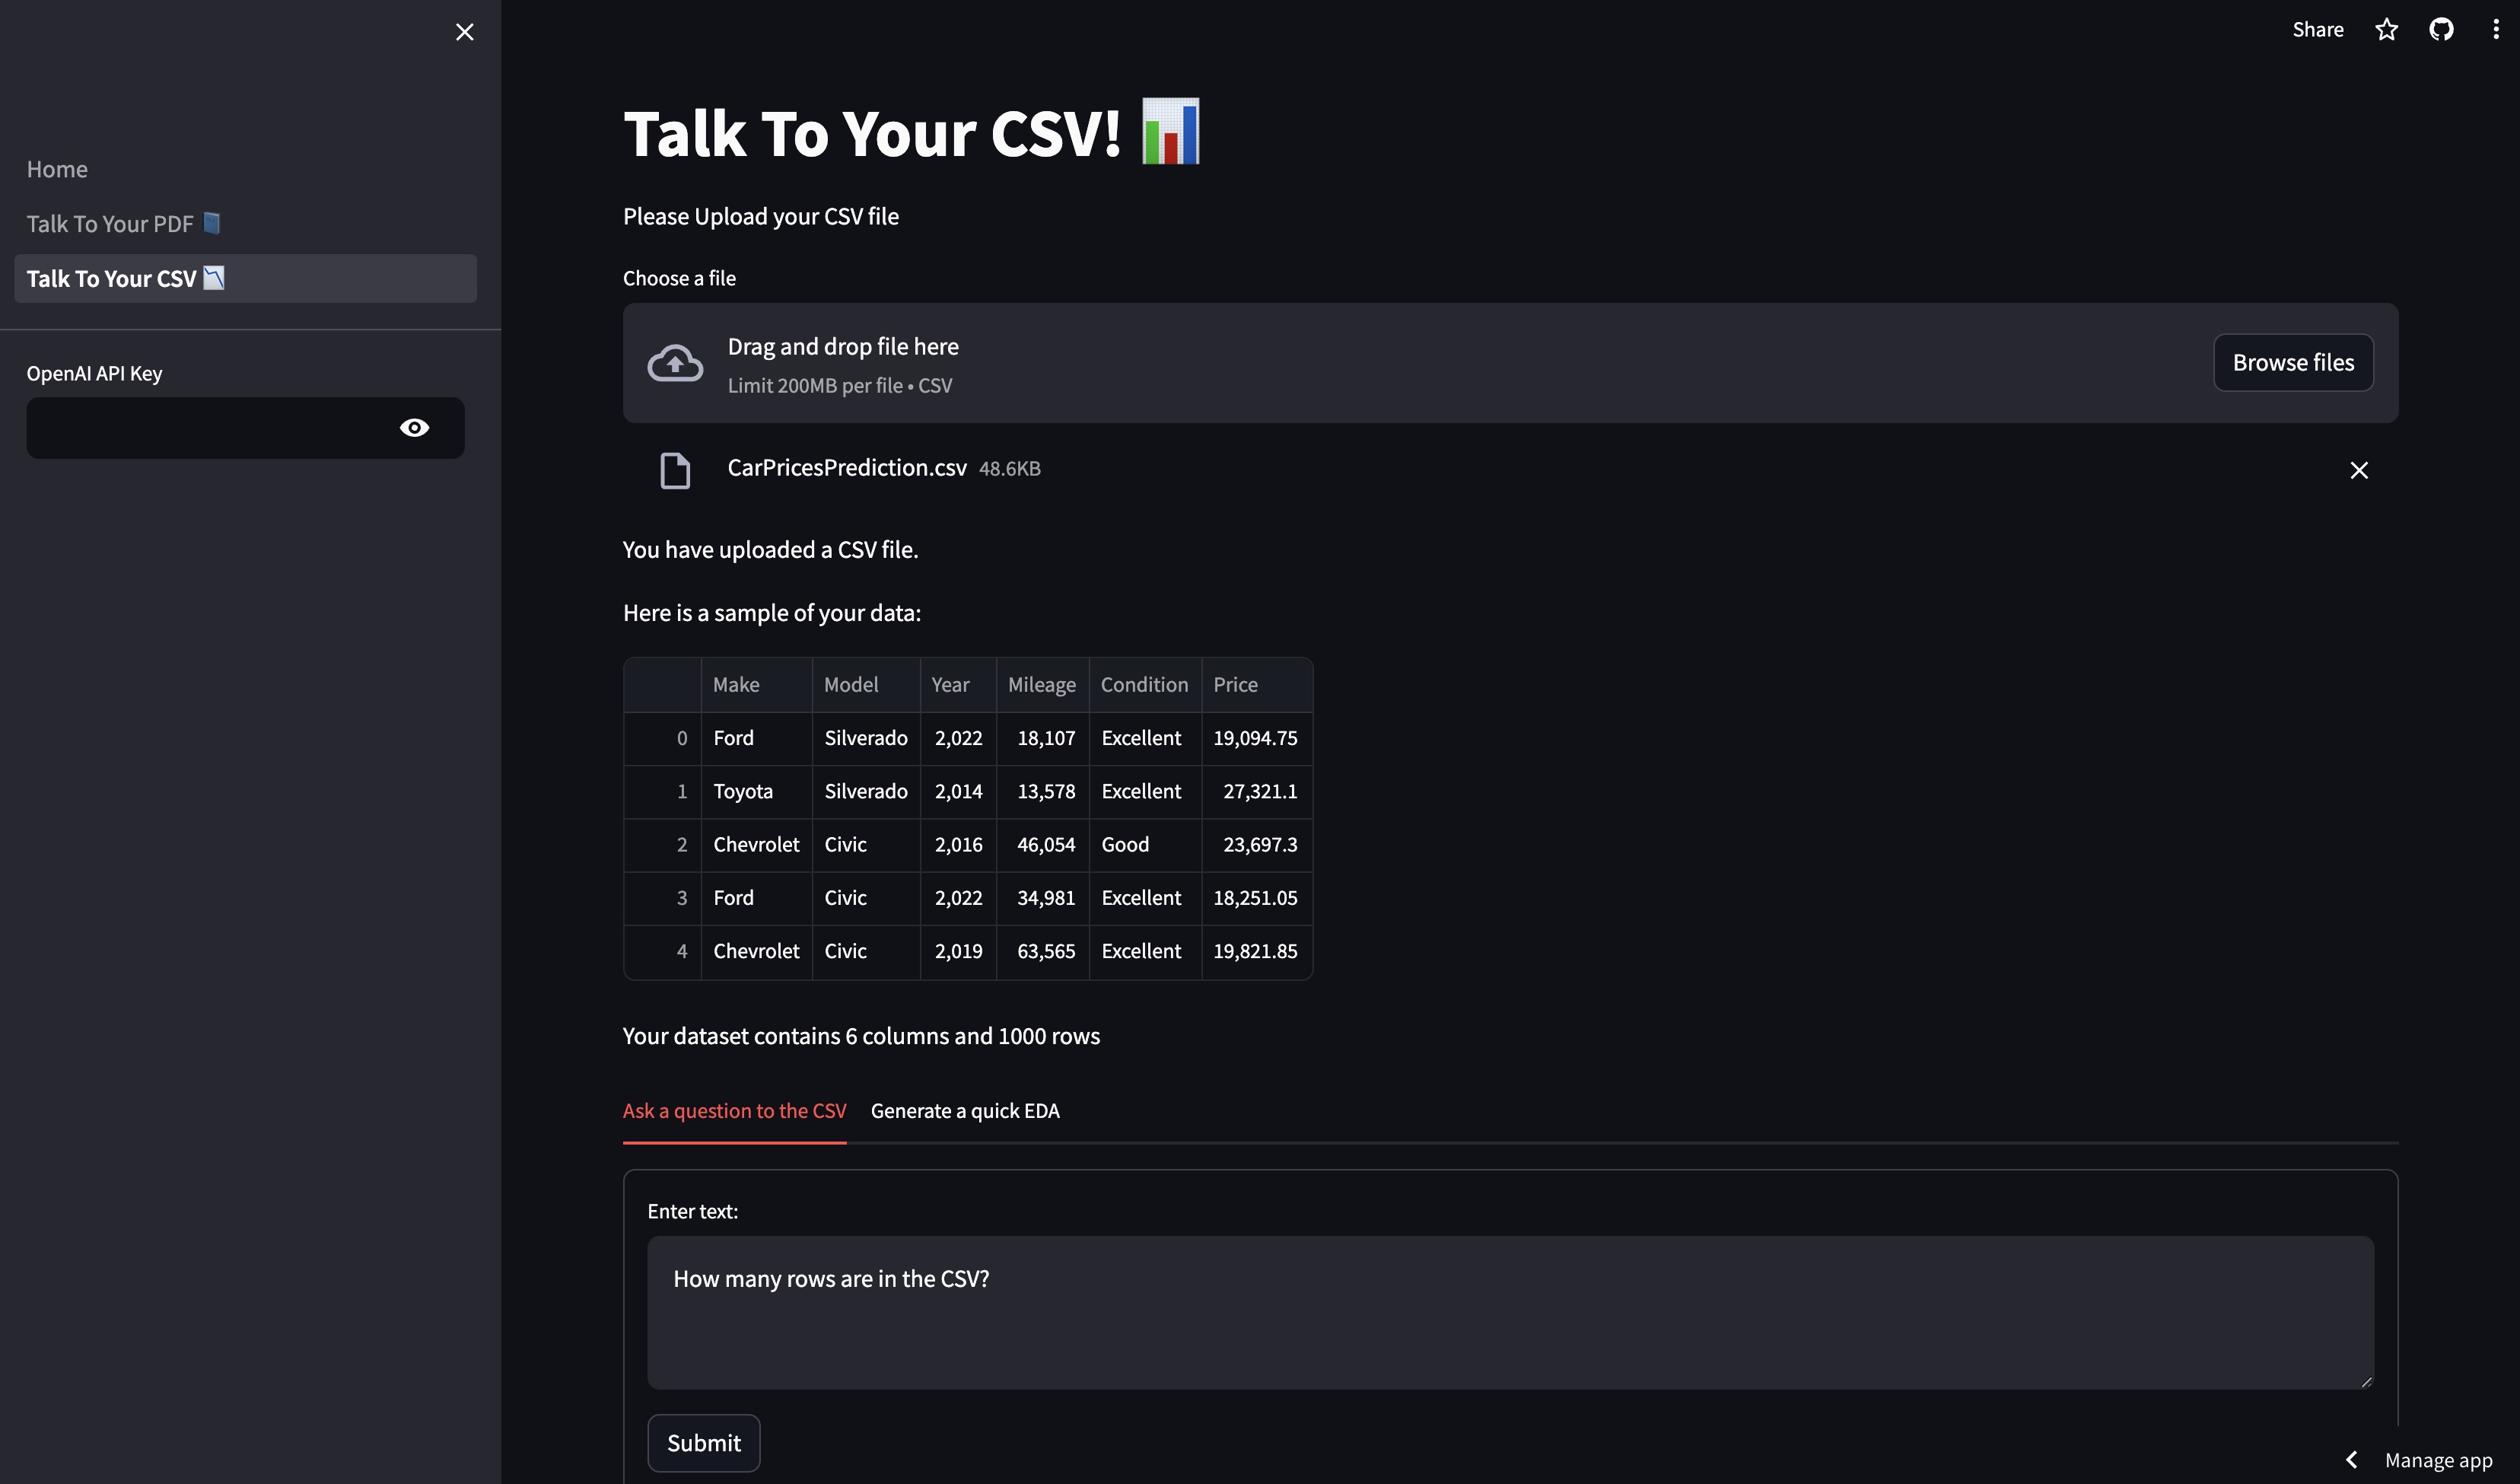 Share
Home
Talk To Your PDF 📘
Talk To Your CSV 📉
OpenAI API Key
Talk To Your CSV! 📊
Please Upload your CSV file
Choose a file
Drag and drop file here
Limit 200MB per file • CSV
Browse files
CarPricesPrediction.csv 48.6KB
You have uploaded a CSV file.
Here is a sample of your data:
Make Model Year Mileage Condition Price
0 Ford Silverado 2,022 18,107 Excellent 19,094.75
1 Toyota Silverado 2,014 13,578 Excellent 27,321.1
2 Chevrolet Civic 2,016 46,054 Good 23,697.3
3 Ford Civic 2,022 34,981 Excellent 18,251.05
4 Chevrolet Civic 2,019 63,565 Excellent 19,821.85
Your dataset contains 6 columns and 1000 rows
Ask a question to the CSV Generate a quick EDA
Enter text:
How many rows are in the CSV?
Submit
Manage app